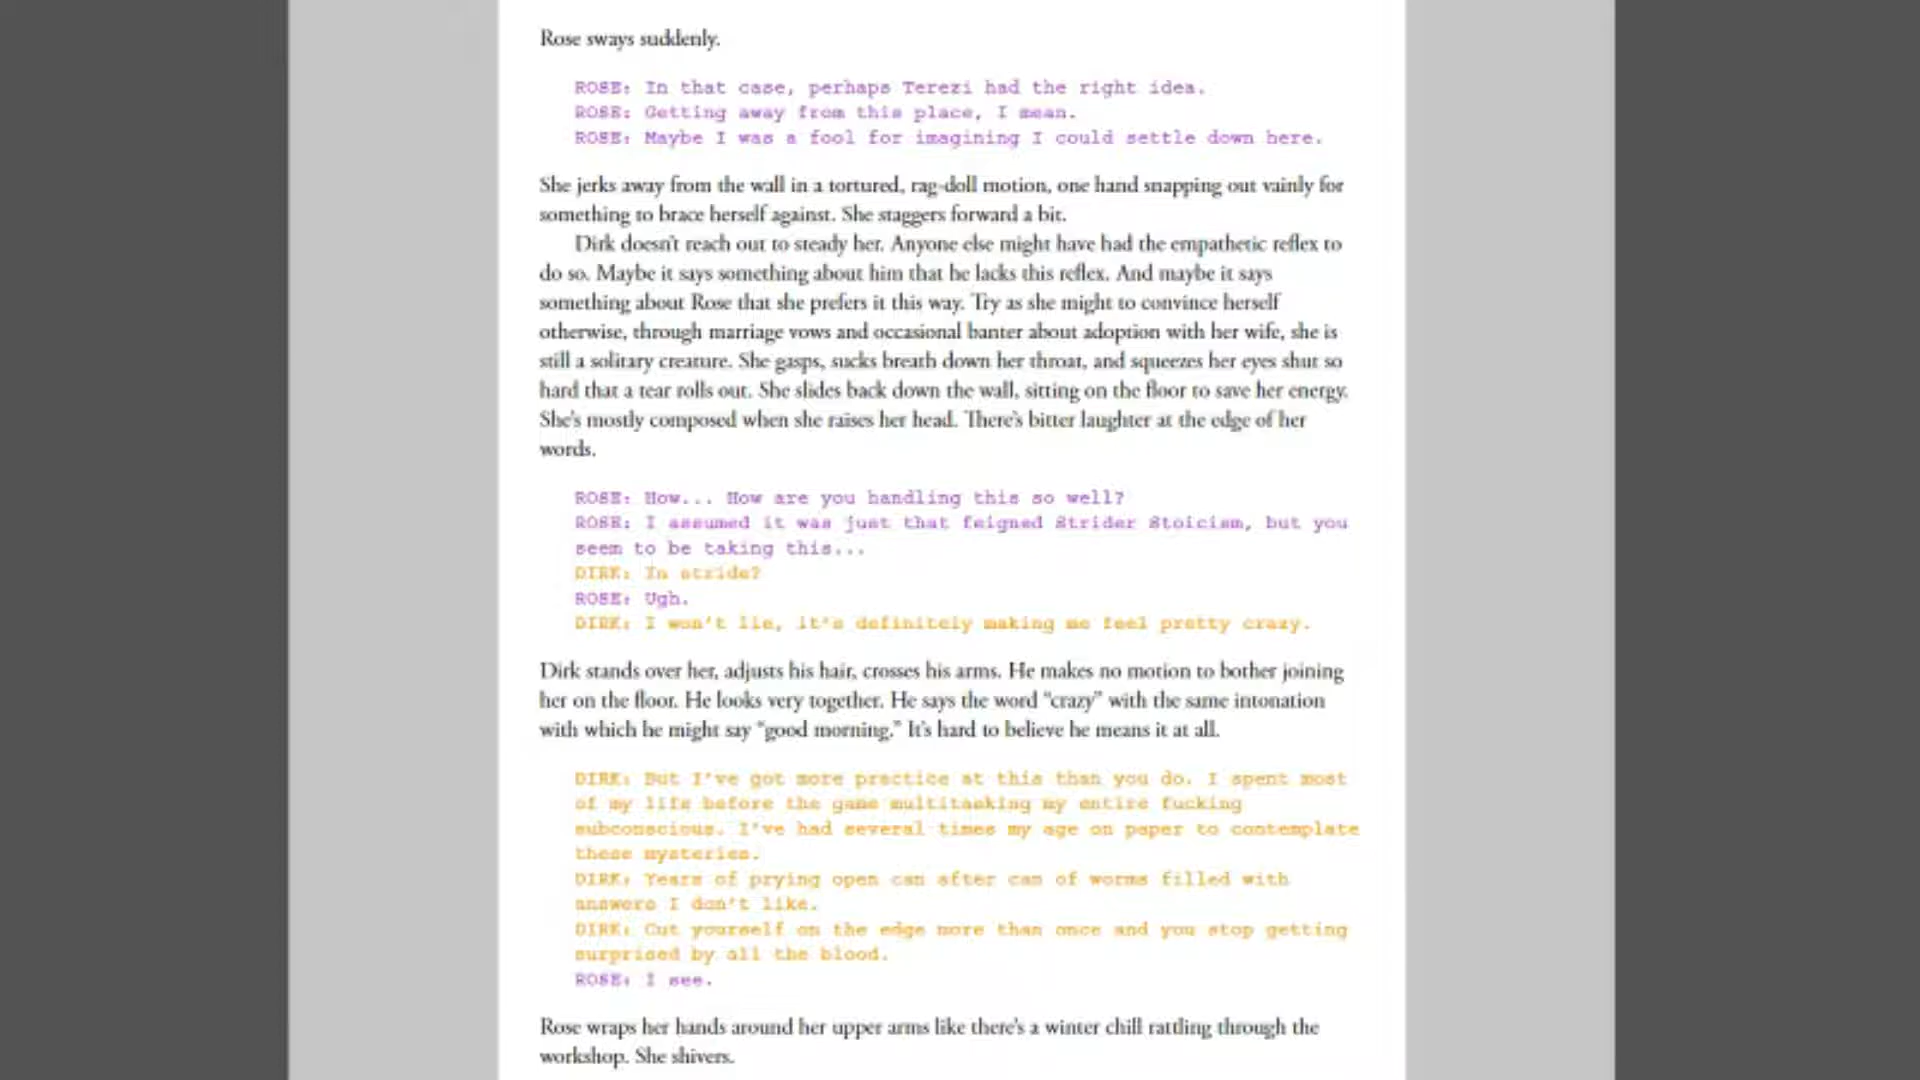 Rose sways suddenly.
ROSE: In that case, perhaps Terezi had the right idea.
ROSE: Getting away from this place, I mean.
ROSE: Maybe I was a fool for imagining I could settle down here.
She jerks away from the wall in a tortured, rag-doll motion, one hand snapping out vainly for
something to brace herself against. She staggers forward a bit.
Dirk doesn't reach out to steady her. Anyone else might have had the empathetic reflex to
do so. Maybe it says something about him that he lacks this reflex. And maybe it says
something about Rose that she prefers it this way. Try as she might to convince herself
otherwise, through marriage vows and occasional banter about adoption with her wife, she is
still a solitary creature. She gasps, sucks breath down her throat, and squeezes her eyes shut so
hard that a tear rolls out. She slides back down the wall, sitting on the floor to save her energy.
She's mostly composed when she raises her head. There's bitter laughter at the edge of her
words.
ROSE: How... How are you handling this so well?
ROSE: I assumed it was just that feigned Strider Stoicism, but you
seem to be taking this...
DIRK: In stride?
ROSE: Ugh.
DIRK: I won't lie, it's definitely making me feel pretty crazy.
Dirk stands over her, adjusts his hair, crosses his arms. He makes no motion to bother joining
her on the floor. He looks very together. He says the word “crazy” with the same intonation
with which he might say “good morning.” It's hard to believe he means it at all.
DIRK: But I've got more practice at this than you do. I spent most
of my life before the game multitasking my entire fucking
subconscious. I've had several times my age on paper to contemplate
these mysteries.
DIRK: Years of prying open can after can of worms filled with
answers I don't like.
DIRK: Cut yourself on the edge more than once and you stop getting
surprised by all the blood.
ROSE: I see.
Rose wraps her hands around her upper arms like there's a winter chill rattling through the
workshop. She shivers.